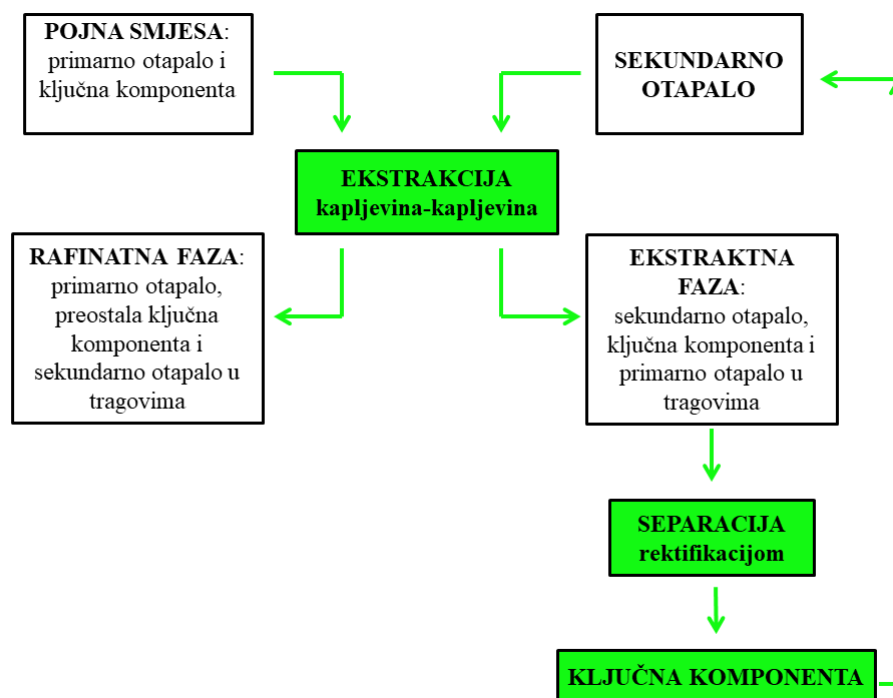 POJNA SMJESA:
primarno otapalo i
ključna komponenta
SEKUNDARNO
OTAPALO
EKSTRAKCIJA
kapljevina-kapljevina
RAFINATNA FAZA:
primarno otapalo,
preostala ključna
komponenta i
sekundarno otapalo u
tragovima
EKSTRAKTNA
FAZA:
sekundarno otapalo,
ključna komponenta i
primarno otapalo u
tragovima
SEPARACIJA
rektifikacijom
KLJUČNA KOMPONENTA